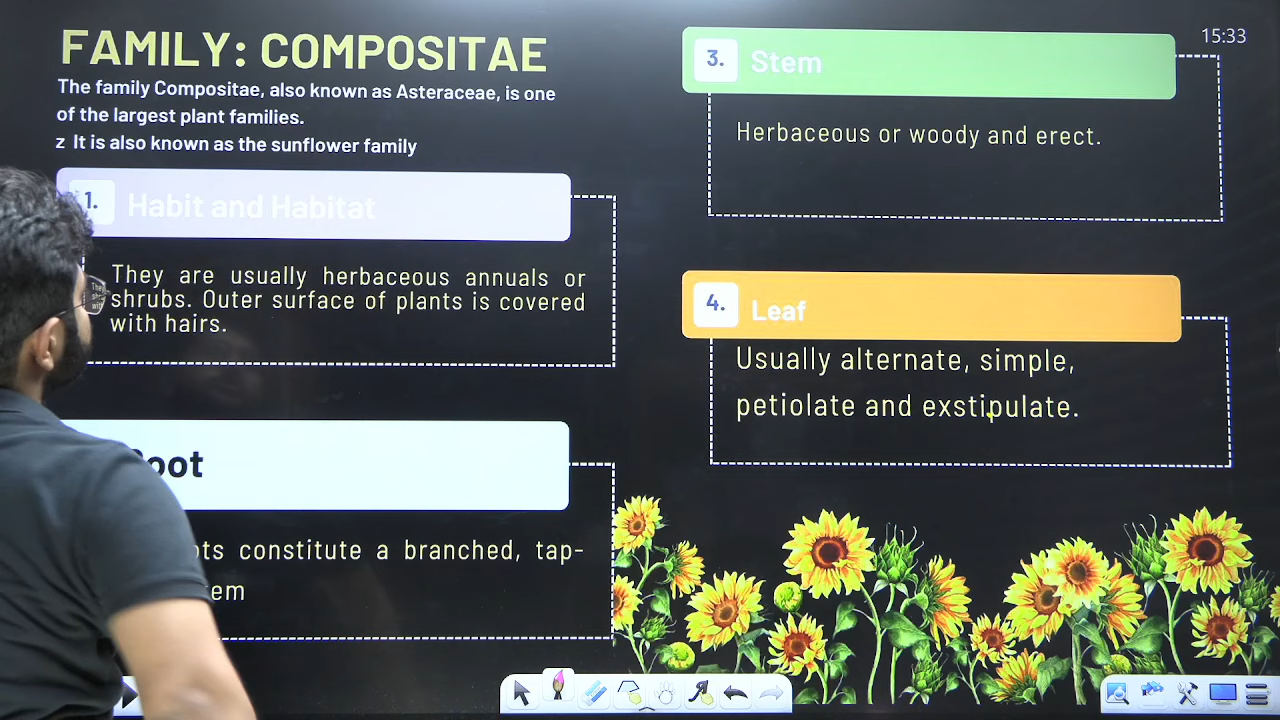 FAMILY: COMPOSITAE
The family Compositae, also known as Asteraceae, is one
of the largest plant families.
z It is also known as the sunflower family
1. Habit and Habitat
They are usually herbaceous annuals or
shrubs. Outer surface of plants is covered
with hairs.
constitute a branched, tap-
3. Stem
Herbaceous or woody and erect.
4. Leaf
Usually alternate, simple,
petiolate and exstipulate.
15:33